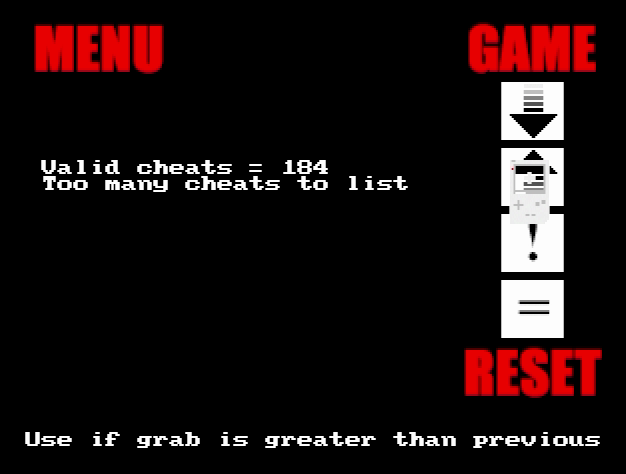 MENU
GAME
Valid cheats = 184
Too many cheats to list
!
=
RESET
Use if grab is greater than previous